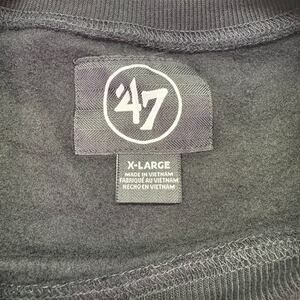 '47
X-LARGE
MADE IN VIETNAM
FABRIQUÉ AU VIETNAM
HECHO EN VIETNAM